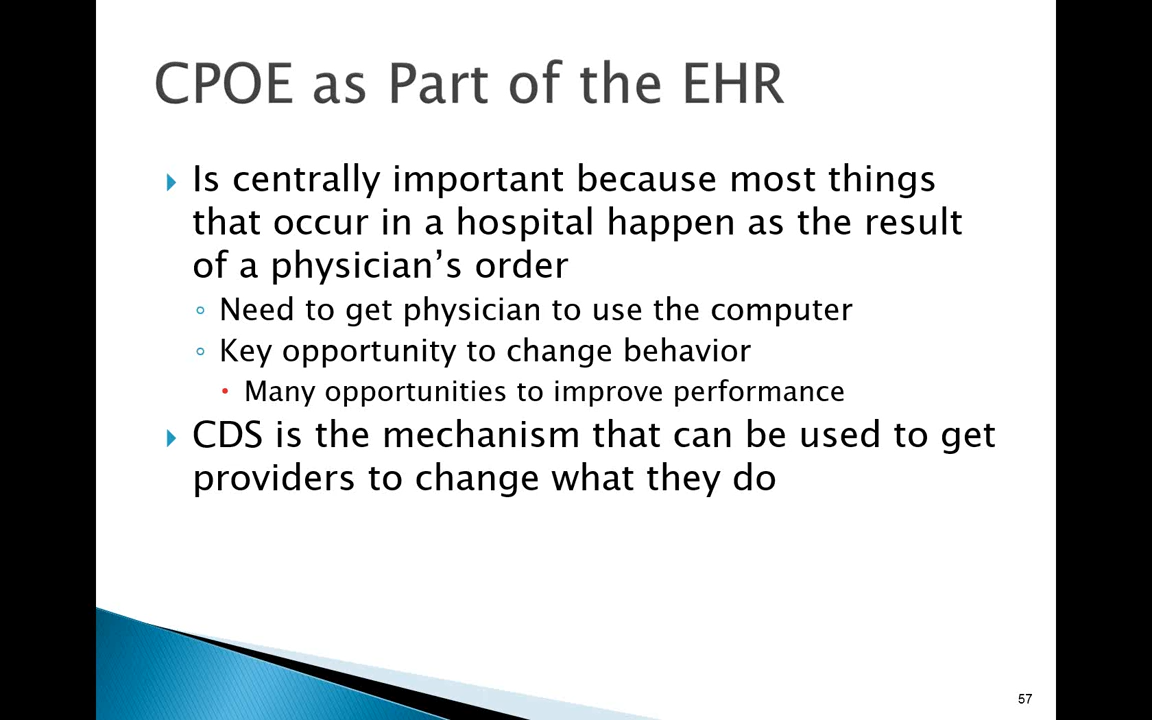 CPOE as Part of the EHR
Is centrally important because most things
that occur in a hospital happen as the result
of a physician’s order
Need to get physician to use the computer
Key opportunity to change behavior
Many opportunities to improve performance
CDS is the mechanism that can be used to get
providers to change what they do
57